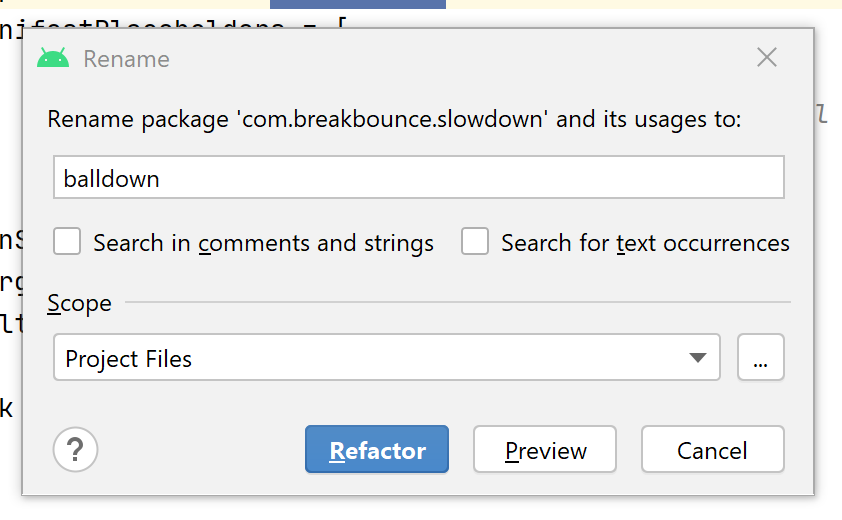 Rename
Rename package 'com.breakbounce.slowdown' and its usages to:
balldown
Search in comments and strings
Search for text occurrences
Scope
Project Files
...
?
Refactor
Preview
Cancel
k